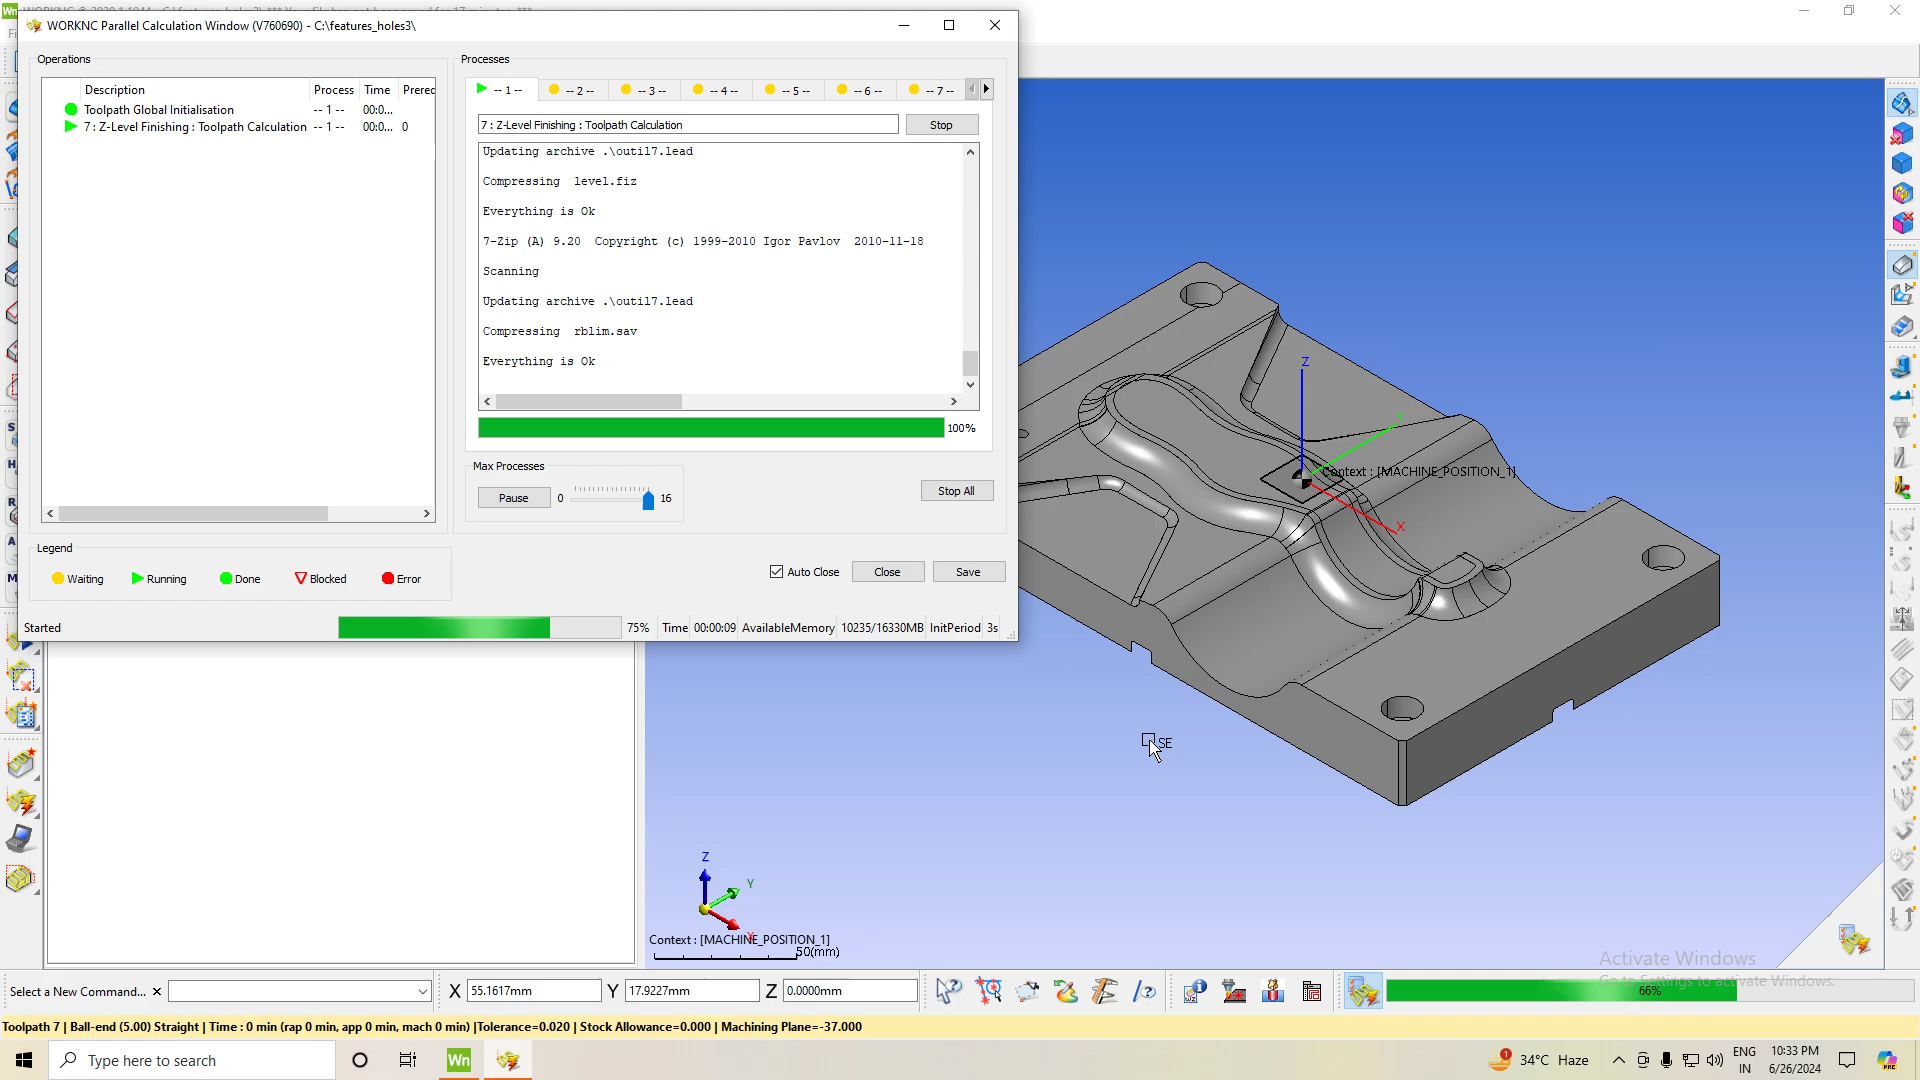 WORKNC Parallel Calculation Window (V760690) - C:\features_holes3\
Operations
Description Process Time Prerec
Toolpath Global Initialisation -- 1 -- 00:0...
7 : Z-Level Finishing : Toolpath Calculation -- 1 -- 00:0... 0
Processes
-- 1 -- -- 2 -- -- 3 -- -- 4 -- -- 5 -- -- 6 -- -- 7 --
7 : Z-Level Finishing : Toolpath Calculation Stop
Updating archive .\outil7.lead
Compressing level.fiz
Everything is Ok
7-Zip (A) 9.20 Copyright (c) 1999-2010 Igor Pavlov 2010-11-18
Scanning
Updating archive .\outil7.lead
Compressing rblim.sav
Everything is Ok
100%
Max Processes
Pause 0 16 Stop All
Legend
Waiting Running Done Blocked Error
Auto Close Close Save
Started 75% Time 00:00:09 AvailableMemory 10235/16330MB InitPeriod 3s
Z
Y
Context : [MACHINE_POSITION_1]
X
SE
Z
Y
X
Context : [MACHINE_POSITION_1]
50(mm)
Activate Windows
Go to Settings to activate Windows.
Select a New Command... X 55.1617mm Y 17.9227mm Z 0.0000mm 66%
Toolpath 7 | Ball-end (5.00) Straight | Time : 0 min (rap 0 min, app 0 min, mach 0 min) |Tolerance=0.020 | Stock Allowance=0.000 | Machining Plane=-37.000
Type here to search
Wn
1
34°C Haze
ENG
IN
10:33 PM
6/26/2024